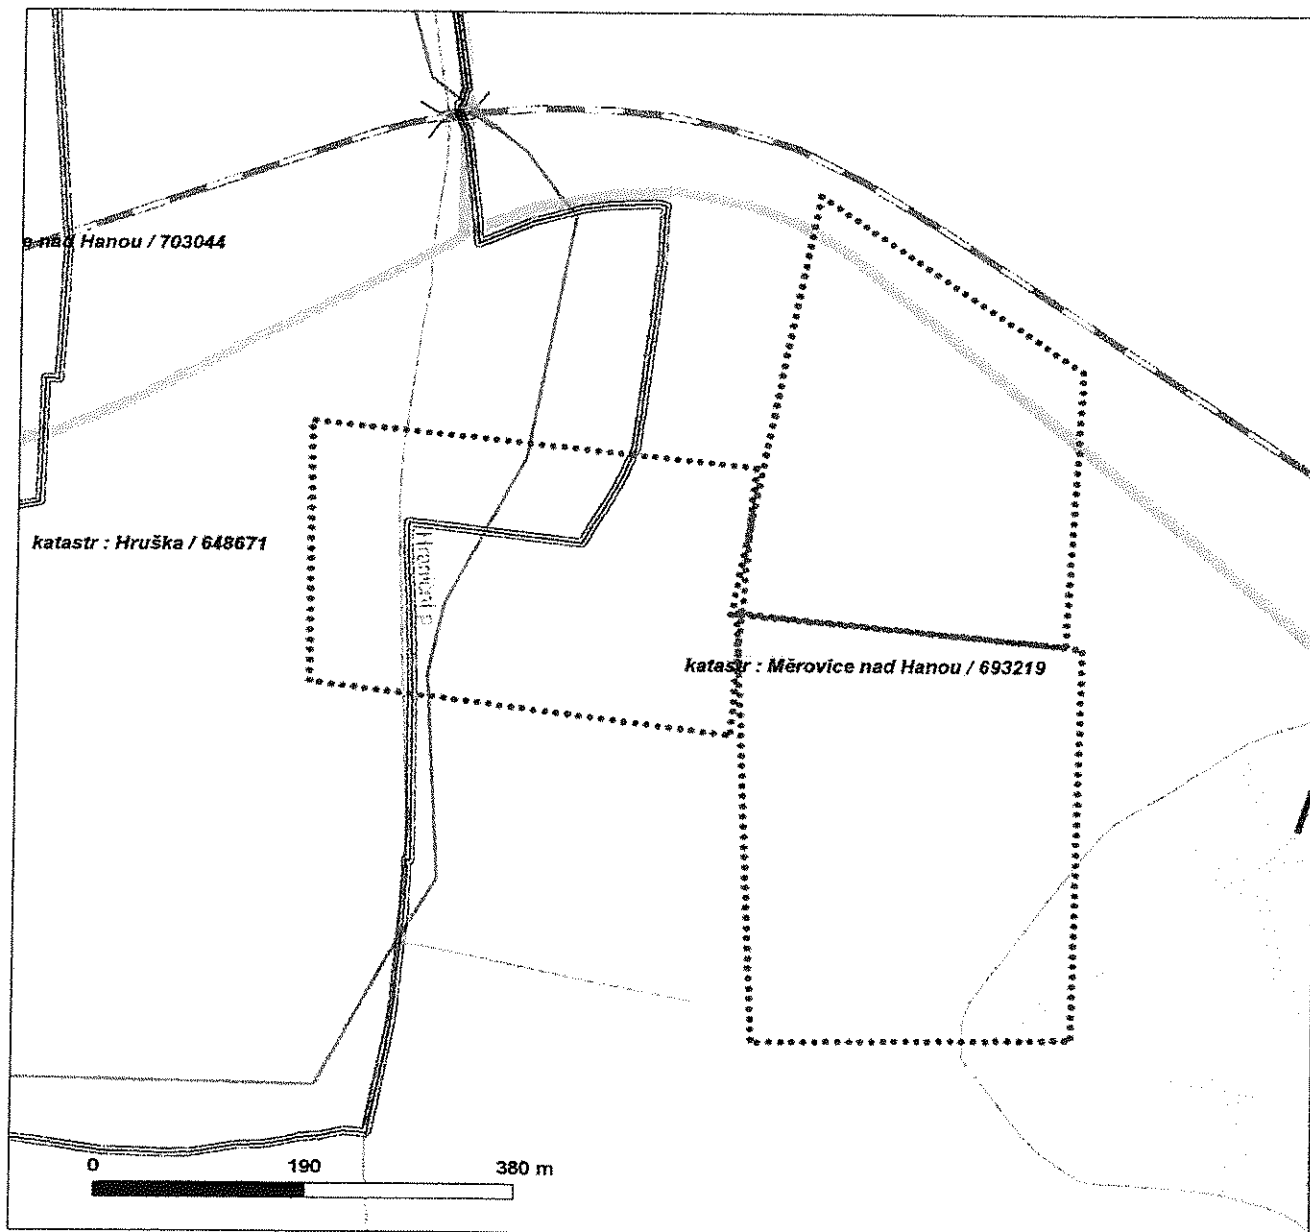 e nad Hanou / 703044
katastr : Hruška / 648671
katastr : Měrovice nad Hanou / 693219
0 190 380 m